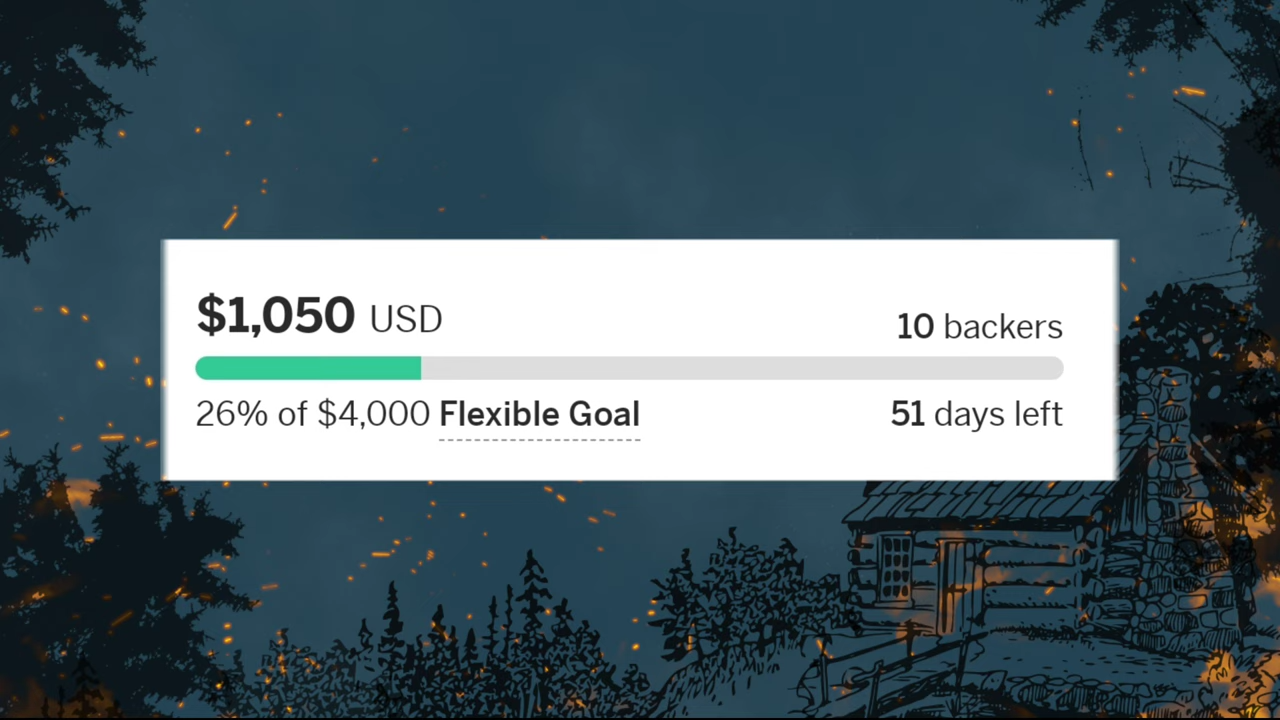 $1,050 USD
10 backers
26% of $4,000 Flexible Goal
51 days left